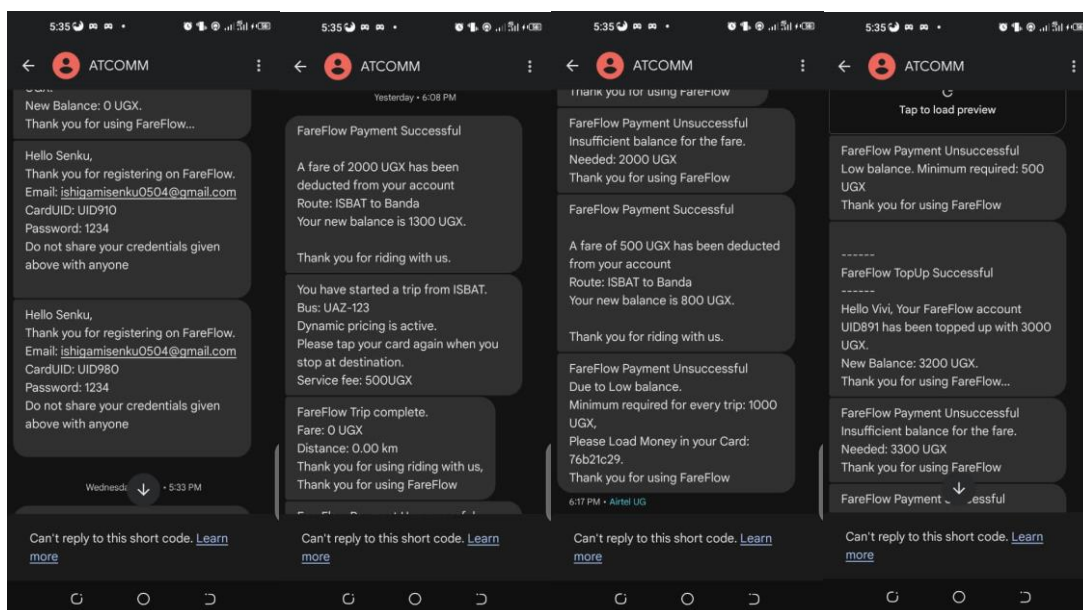 5:35
ATCOMM
New Balance: 0 UGX.
Thank you for using FareFlow...
Hello Senku,
Thank you for registering on FareFlow.
Email: ishigamisenku0504@gmail.com
CardUID: UID910
Password: 1234
Do not share your credentials given
above with anyone
Hello Senku,
Thank you for registering on FareFlow.
Email: ishigamisenku0504@gmail.com
CardUID: UID980
Password: 1234
Do not share your credentials given
above with anyone
• 5:33 PM
Can't reply to this short code. Learn
more
5:35
ATCOMM
Yesterday • 6:08 PM
FareFlow Payment Successful
A fare of 2000 UGX has been
deducted from your account
Route: ISBAT to Banda
Your new balance is 1300 UGX.
Thank you for riding with us.
You have started a trip from ISBAT.
Bus: UAZ-123
Dynamic pricing is active.
Please tap your card again when you
stop at destination.
Service fee: 500UGX
FareFlow Trip complete.
Fare: 0 UGX
Distance: 0.00 km
Thank you for using riding with us,
Thank you for using FareFlow
Can't reply to this short code. Learn
more
5:35
ATCOMM
Thank you for using FareFlow
FareFlow Payment Unsuccessful
Insufficient balance for the fare.
Needed: 2000 UGX
Thank you for using FareFlow
FareFlow Payment Successful
A fare of 500 UGX has been deducted
from your account
Route: ISBAT to Banda
Your new balance is 800 UGX.
Thank you for riding with us.
FareFlow Payment Unsuccessful
Due to Low balance.
Minimum required for every trip: 1000
UGX,
Please Load Money in your Card:
76b21c29.
Thank you for using FareFlow
6:17 PM • Airtel UG
Can't reply to this short code. Learn
more
5:35
ATCOMM
Tap to load preview
FareFlow Payment Unsuccessful
Low balance. Minimum required: 500
UGX
Thank you for using FareFlow
------
FareFlow TopUp Successful
------
Hello Vivi, Your FareFlow account
UID891 has been topped up with 3000
UGX.
New Balance: 3200 UGX.
Thank you for using FareFlow...
FareFlow Payment Unsuccessful
Insufficient balance for the fare.
Needed: 3300 UGX
Thank you for using FareFlow
FareFlow Payment
Can't reply to this short code. Learn
more